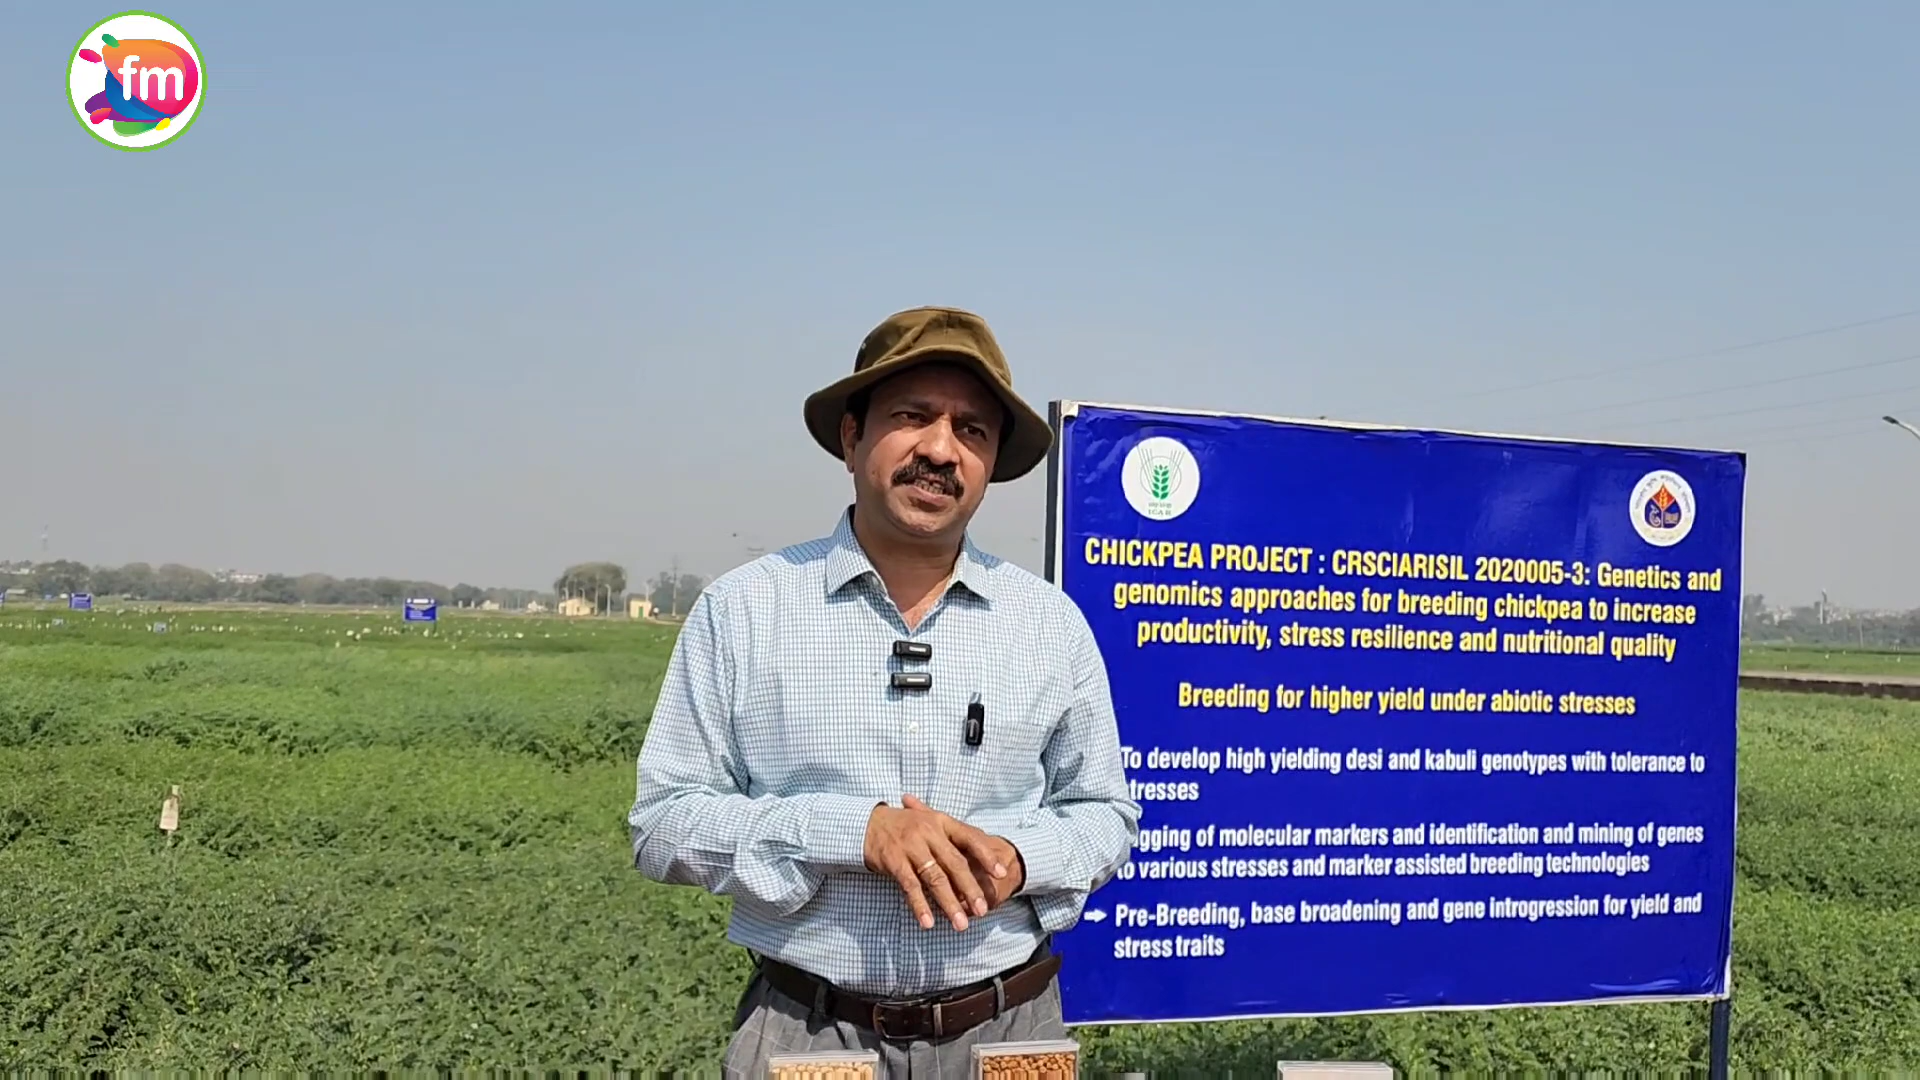 fm
ICAR
CHICKPEA PROJECT : CRSCIARISIL 2020005-3: Genetics and
genomics approaches for breeding chickpea to increase
productivity, stress resilience and nutritional quality
Breeding for higher yield under abiotic stresses
To develop high yielding desi and kabuli genotypes with tolerance to
tresses
gging of molecular markers and identification and mining of genes
to various stresses and marker assisted breeding technologies
Pre-Breeding, base broadening and gene introgression for yield and
stress traits